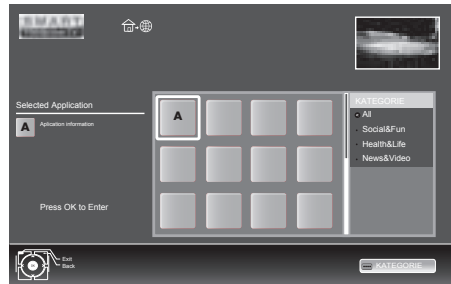 SMART
Selected Application
A
Aplication information
Press OK to Enter
A
KATEGORIE
All
Social&Fun
Health&Life
News&Video
Exit
Back
KATEGORIE